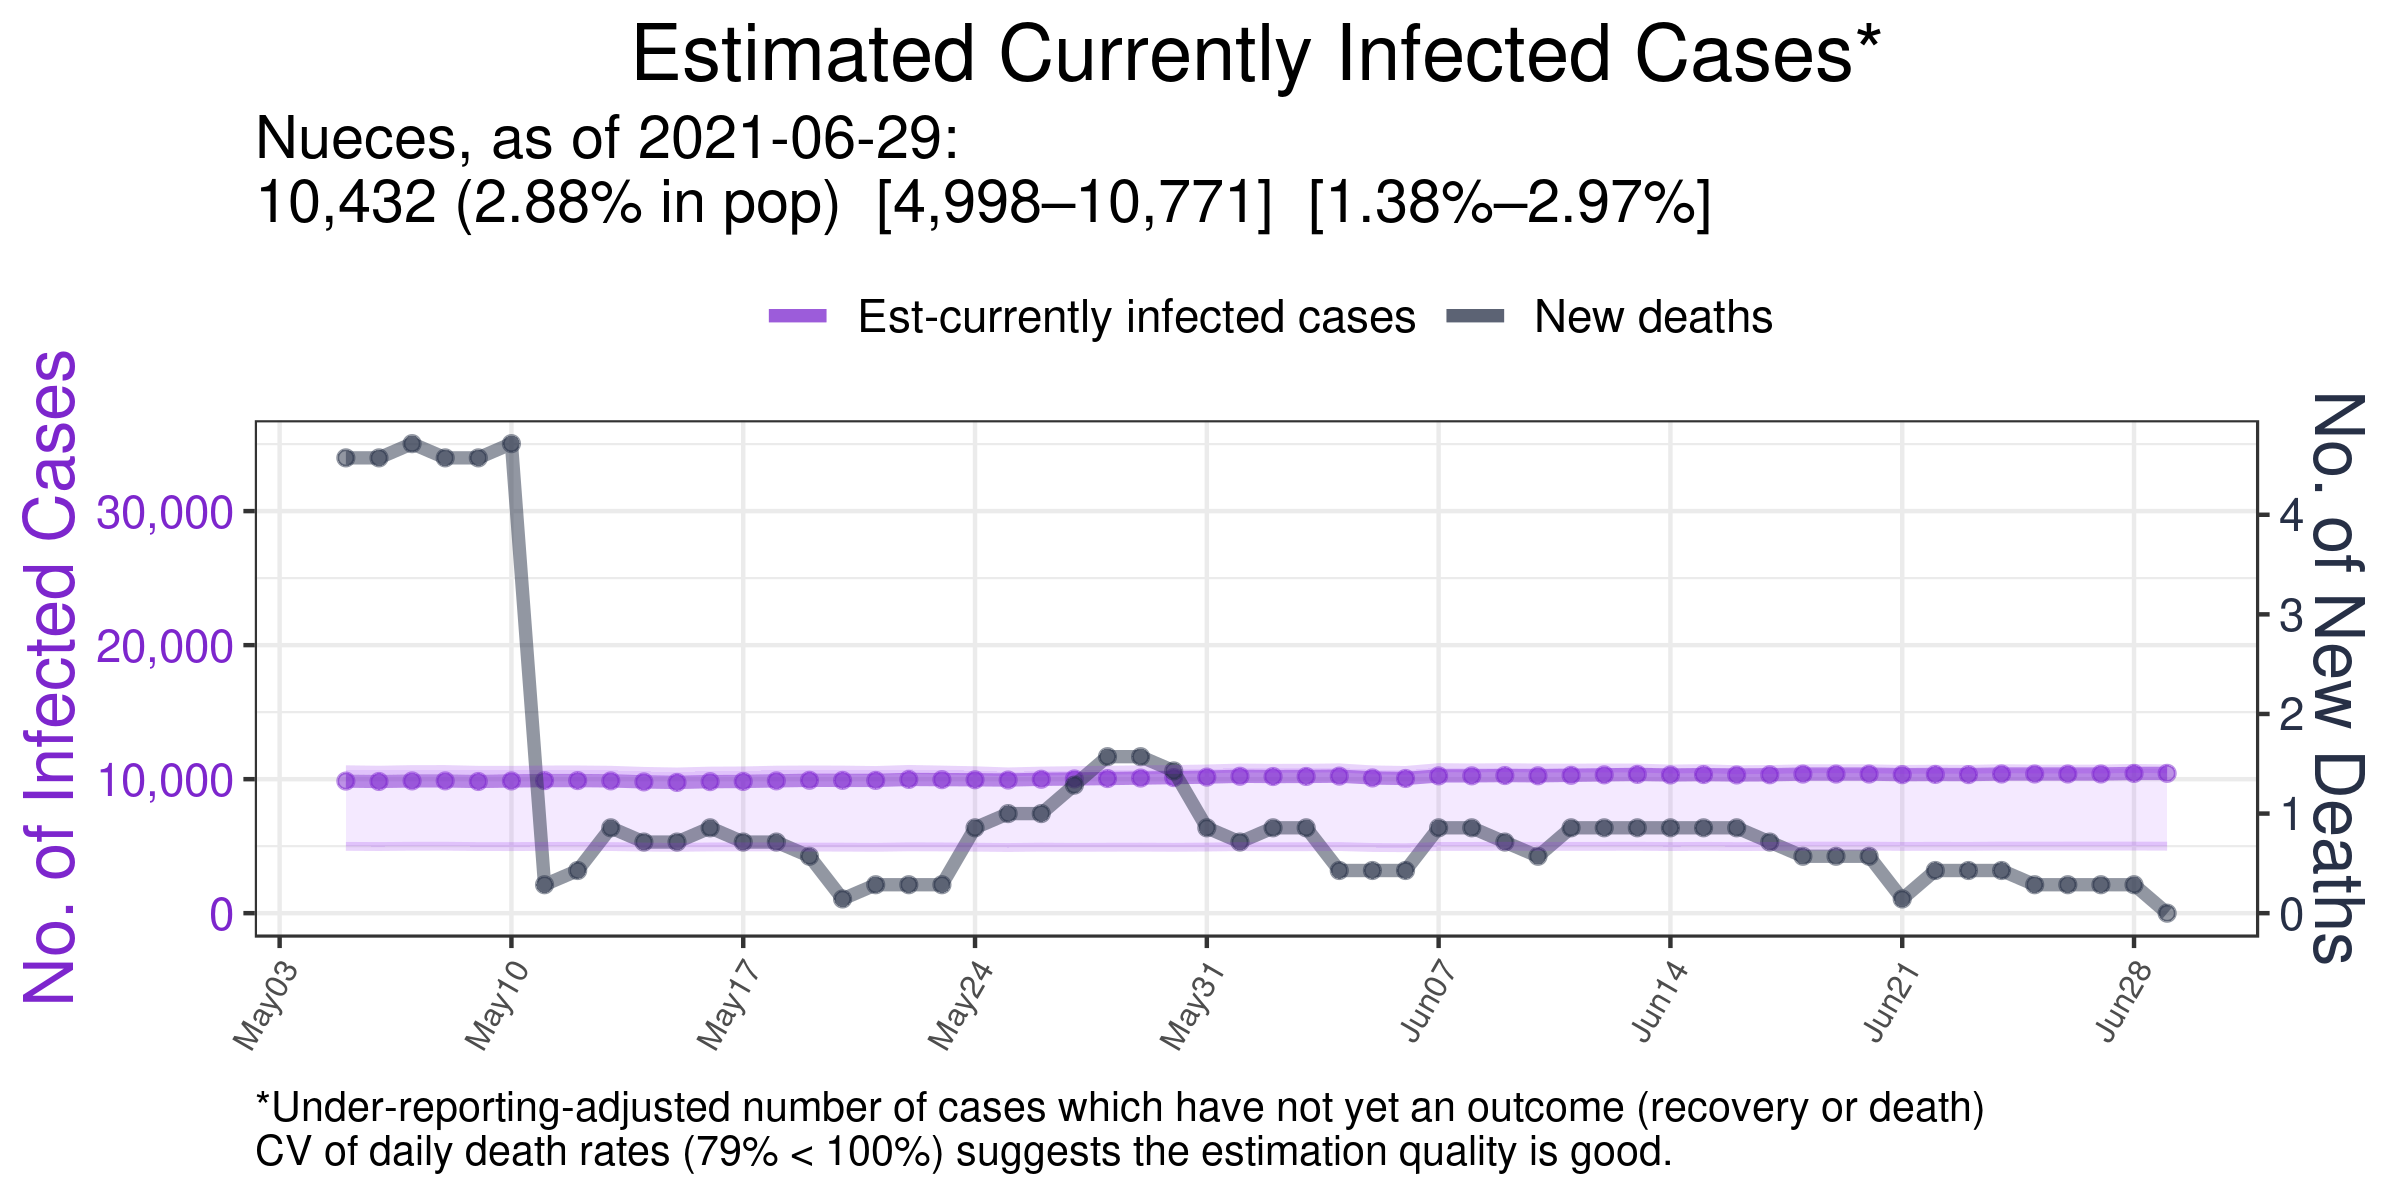 Estimated Currently Infected Cases*
Nueces, as of 2021-06-29:
10,432 (2.88% in pop)  [4,998–10,771]  [1.38%–2.97%]
Est-currently infected cases
New deaths
No. of Infected Cases
30,000
20,000
10,000
0
No. of New Deaths
4
3
2
1
0
May03
May10
May17
May24
May31
Jun07
Jun14
Jun21
Jun28
*Under-reporting-adjusted number of cases which have not yet an outcome (recovery or death)
CV of daily death rates (79% < 100%) suggests the estimation quality is good.